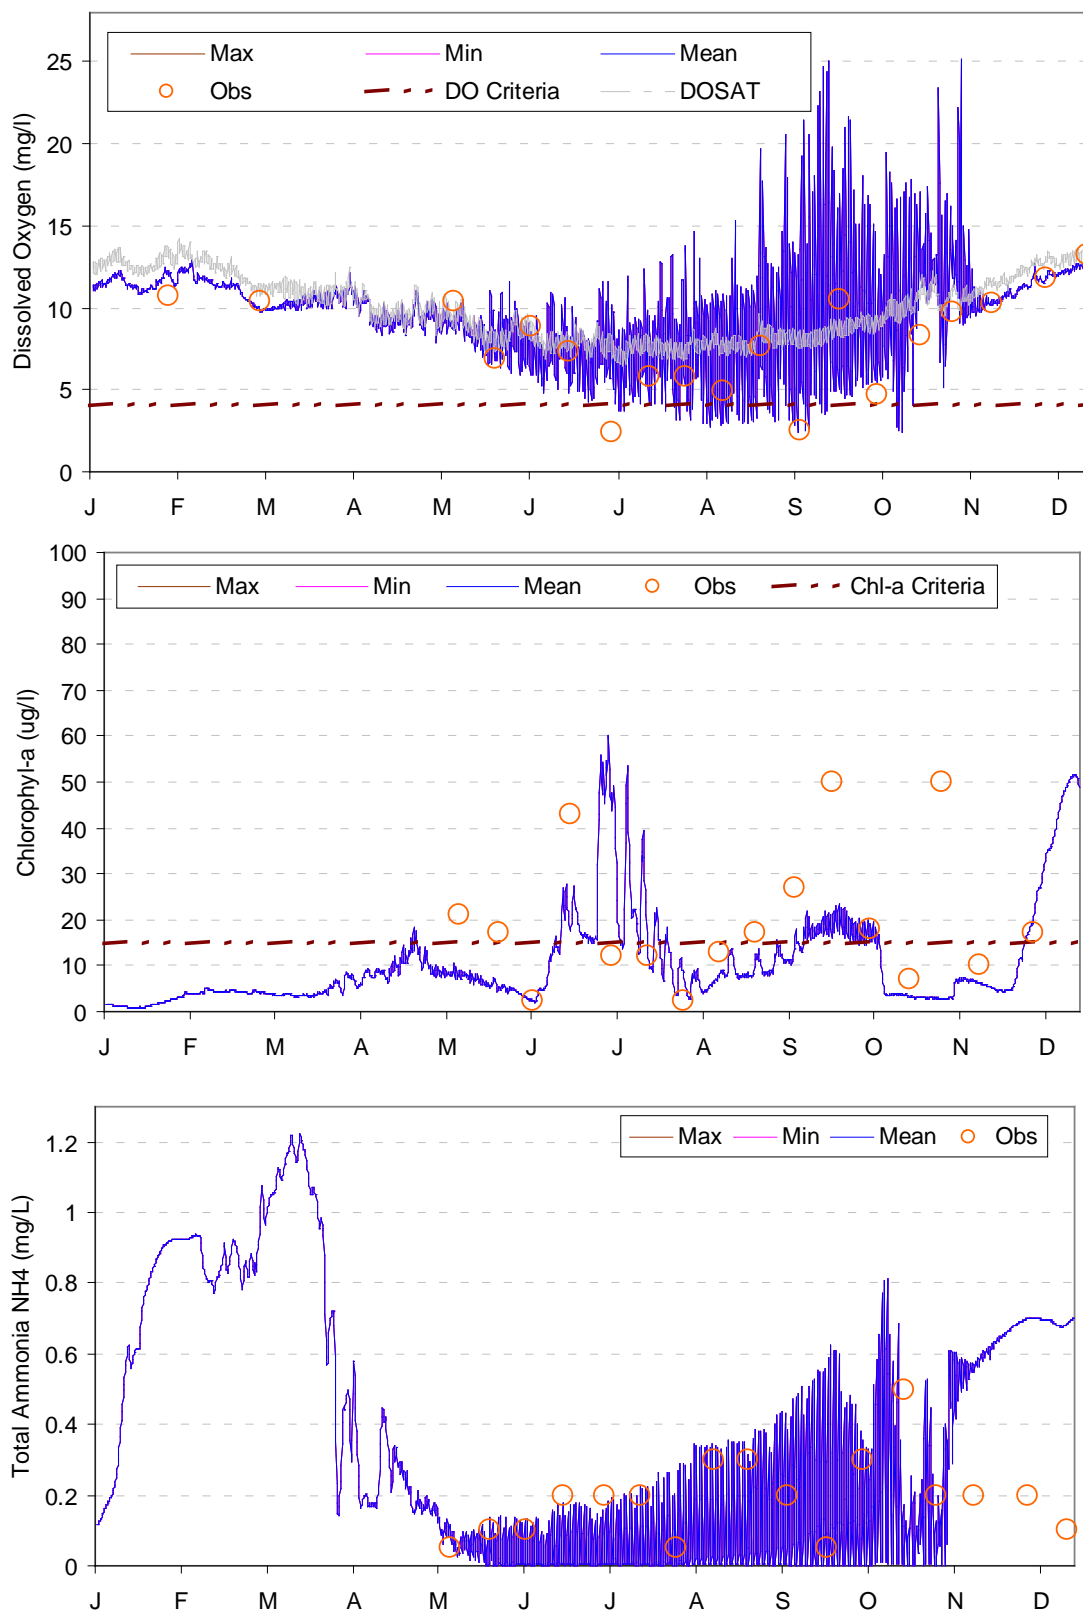 Max Min Mean
Obs DO Criteria DOSAT
Dissolved Oxygen (mg/l)
25
20
15
10
5
0
J F M A M J J A S O N D
Max Min Mean Obs Chl-a Criteria
Chlorophyl-a (ug/l)
100
90
80
70
60
50
40
30
20
10
0
J F M A M J J A S O N D
Max Min Mean Obs
Total Ammonia NH4 (mg/L)
1.2
1
0.8
0.6
0.4
0.2
0
J F M A M J J A S O N D